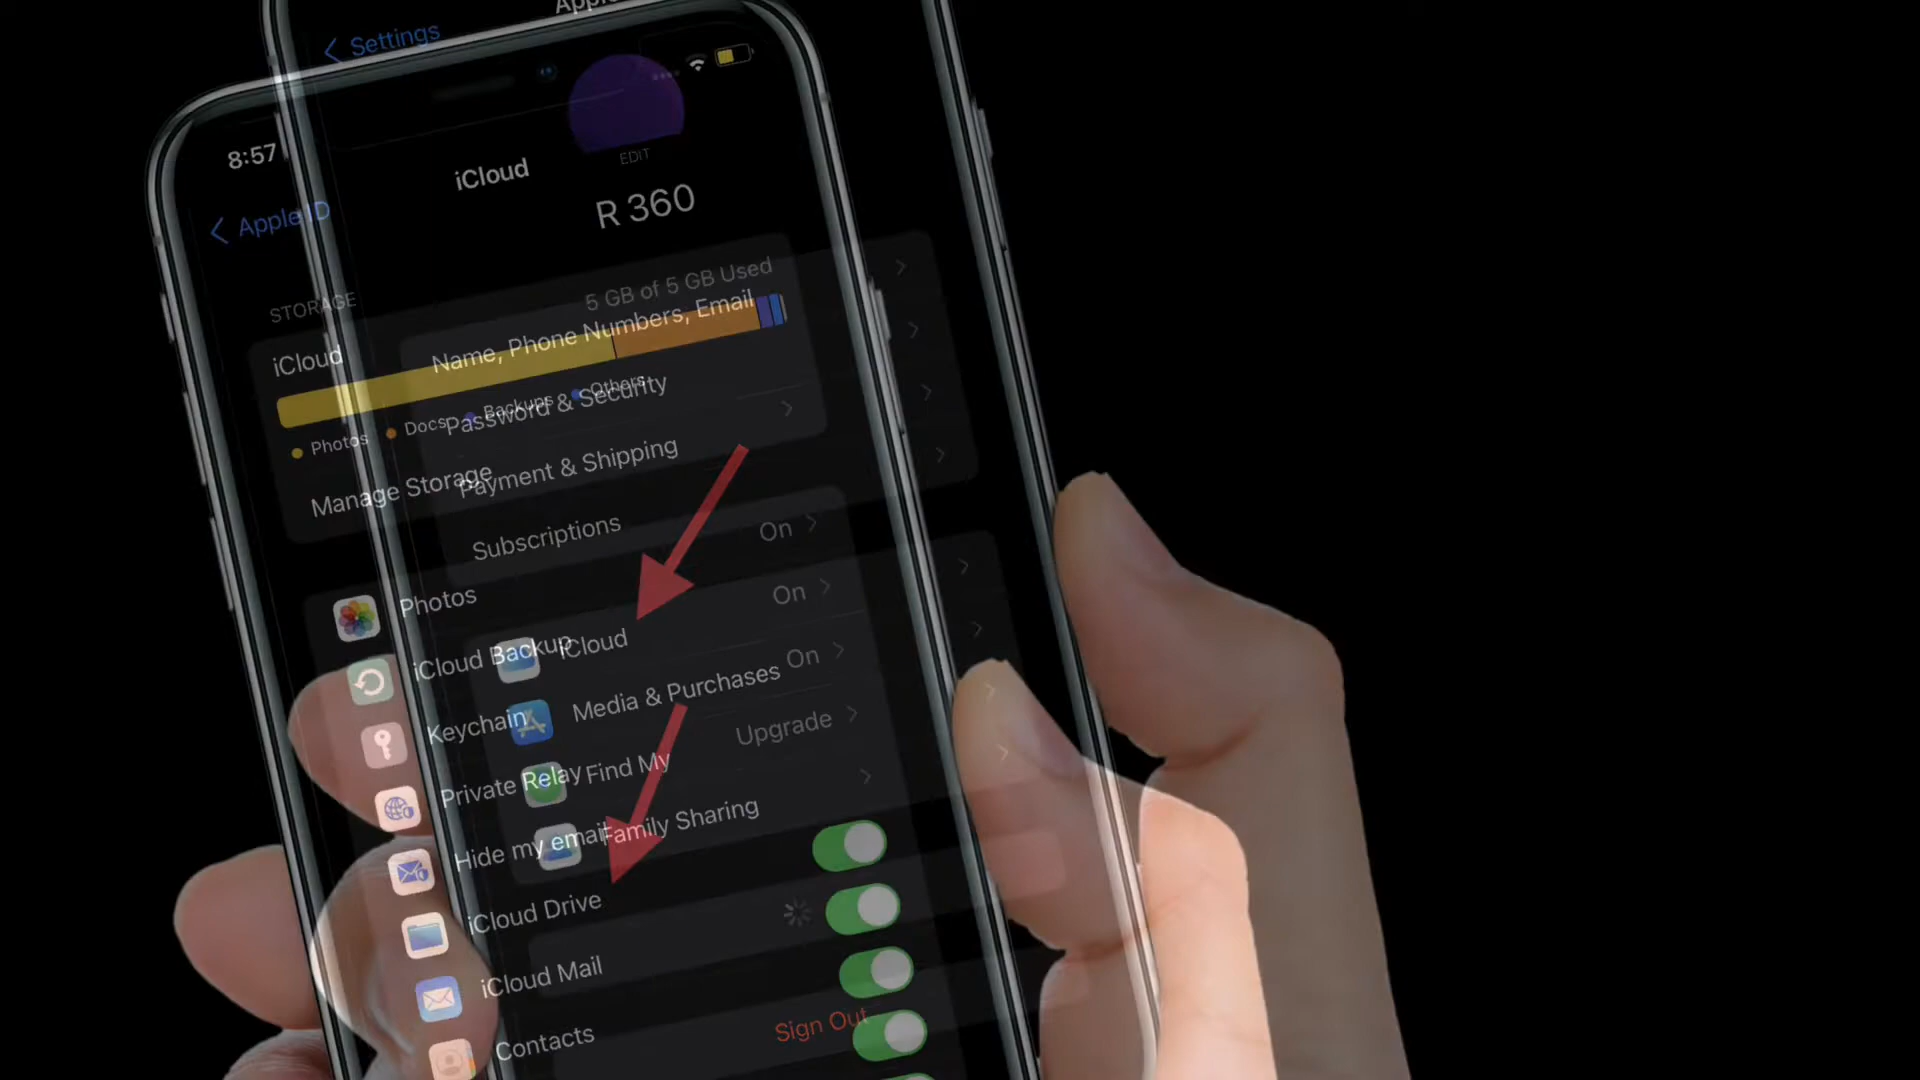 Settings
8:57
iCloud
EDIT
Apple ID
R 360
STORAGE
5 GB of 5 GB Used
iCloud
Name, Phone Numbers, Email
Photos
Docs
Backups
Others
Password & Security
Manage Storage
Payment & Shipping
Subscriptions
On
Photos
On
iCloud Backup
iCloud
On
Keychain
Media & Purchases
Upgrade
Private Relay
Find My
Hide my email
Family Sharing
iCloud Drive
iCloud Mail
Contacts
Sign Out